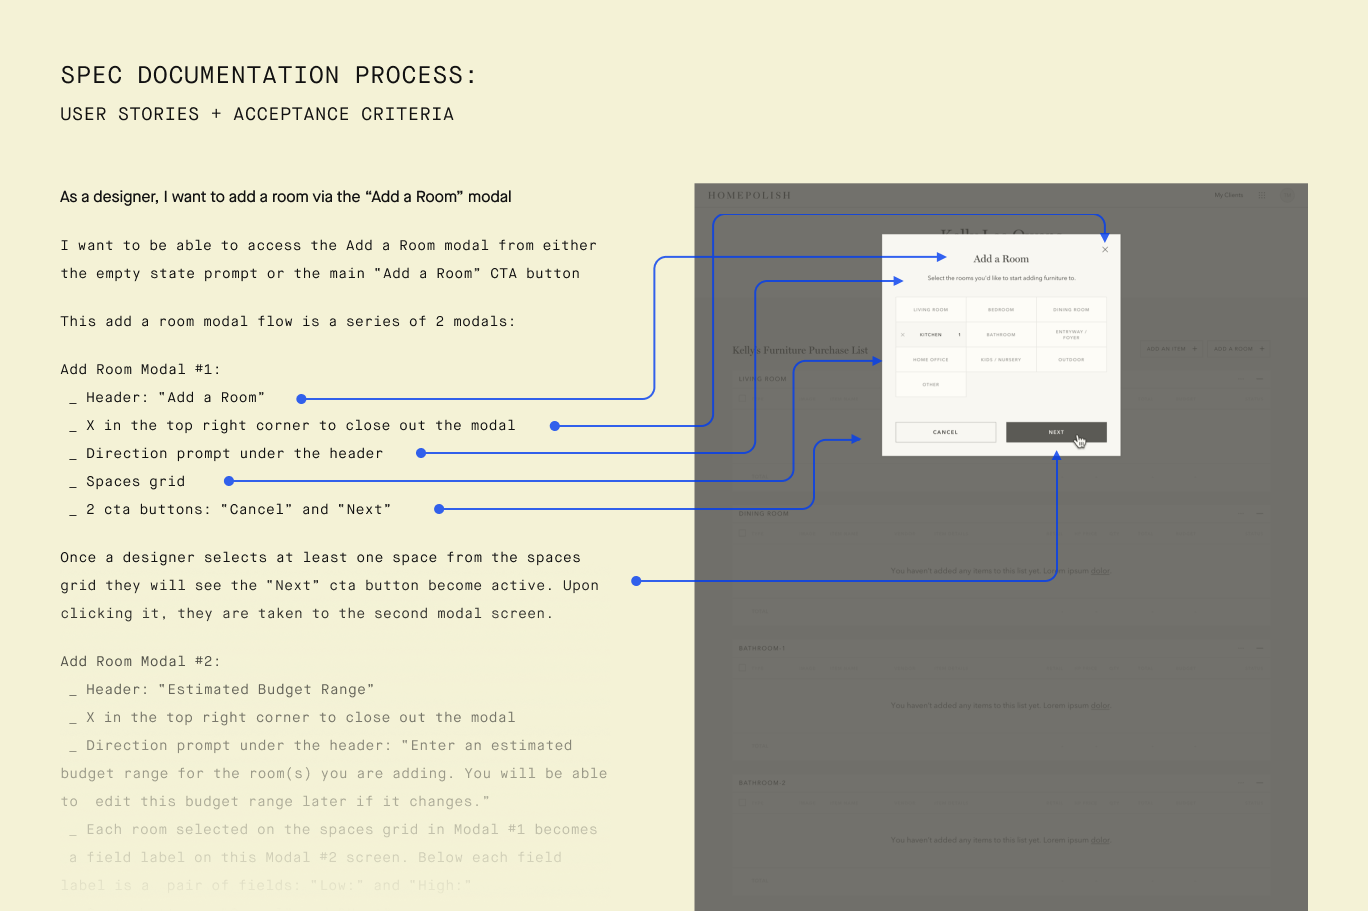 SPEC DOCUMENTATION PROCESS:
USER STORIES + ACCEPTANCE CRITERIA
As a designer, I want to add a room via the “Add a Room” modal
I want to be able to access the Add a Room modal from either
the empty state prompt or the main "Add a Room" CTA button
This add a room modal flow is a series of 2 modals:
Add Room Modal #1:
_ Header: "Add a Room"
_ X in the top right corner to close out the modal
_ Direction prompt under the header
_ Spaces grid
_ 2 cta buttons: "Cancel" and "Next"
Once a designer selects at least one space from the spaces
grid they will see the "Next" cta button become active. Upon
clicking it, they are taken to the second modal screen.
Add Room Modal #2:
_ Header: "Estimated Budget Range"
_ X in the top right corner to close out the modal
_ Direction prompt under the header: "Enter an estimated
budget range for the room(s) you are adding. You will be able
to  edit this budget range later if it changes."
_ Each room selected on the spaces grid in Modal #1 becomes
a field label on this Modal #2 screen. Below each field
label is a  pair of fields: "Low:" and "High:"
HOMEPOLISH
My Clients
Add a Room
Select the rooms you'd like to start adding furniture to.
LIVING ROOM
BEDROOM
DINING ROOM
KITCHEN 1
BATHROOM
ENTRYWAY /
FOYER
HOME OFFICE
KIDS / NURSERY
OUTDOOR
OTHER
CANCEL
NEXT
Kelly's Furniture Purchase List
ADD AN ITEM +
ADD A ROOM +
LIVING ROOM
DINING ROOM
You haven't added any items to this list yet. Lorem ipsum dolor.
BATHROOM-1
You haven't added any items to this list yet. Lorem ipsum dolor.
BATHROOM-2
You haven't added any items to this list yet. Lorem ipsum dolor.